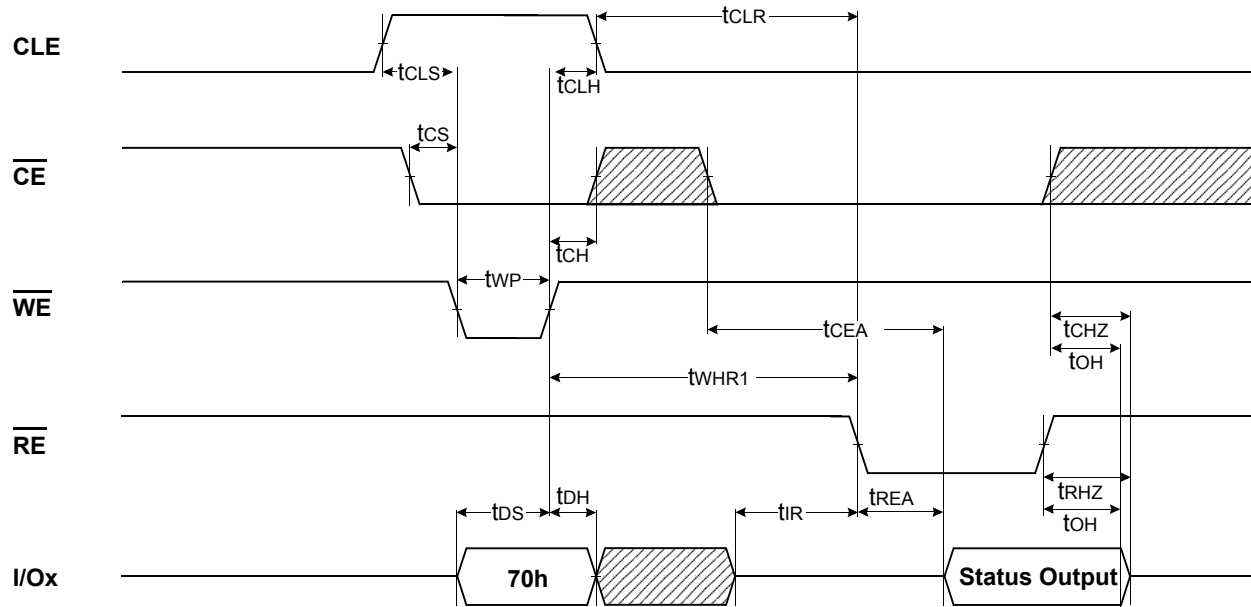 tCLR
CLE
tCLS
tCLH
tCS
CE
tCH
tWP
WE
tCEA
tCHZ
tOH
tWHR1
RE
tDH
tRHZ
tDS
tIR
tREA
tOH
I/Ox
70h
Status Output